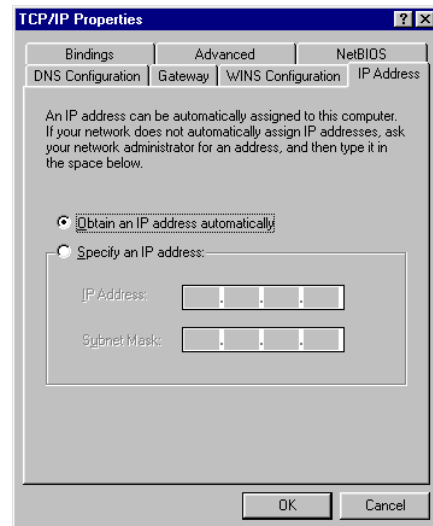 TCP/IP Properties
? X
Bindings Advanced NetBIOS
DNS Configuration Gateway WINS Configuration IP Address
An IP address can be automatically assigned to this computer.
If your network does not automatically assign IP addresses, ask
your network administrator for an address, and then type it in
the space below.
Obtain an IP address automatically
Specify an IP address:
IP Address:
. . .
Subnet Mask:
. . .
OK Cancel